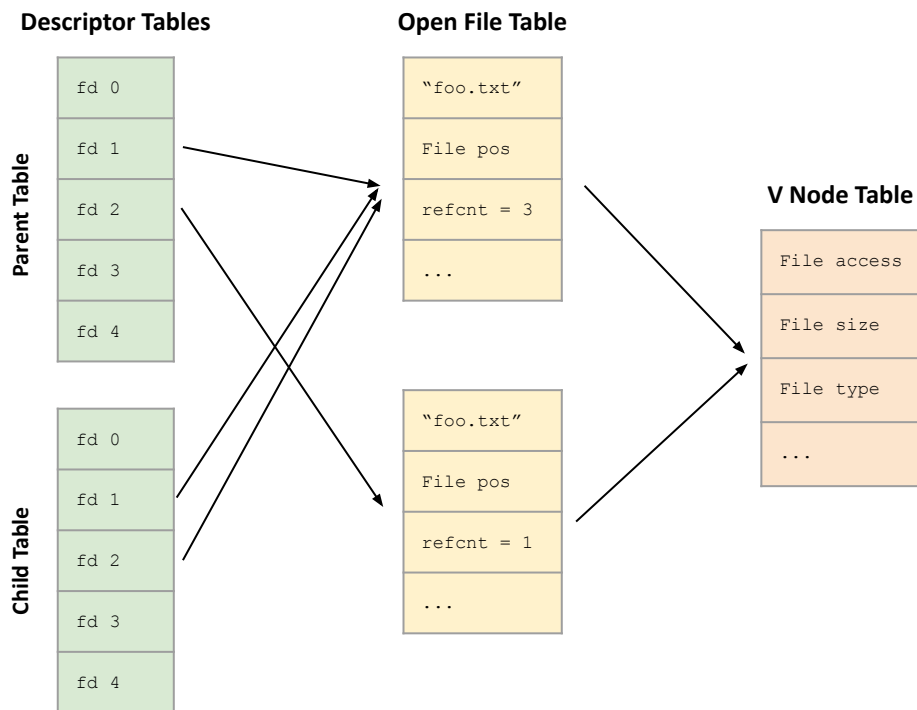 Descriptor Tables
Open File Table
V Node Table
Parent Table
fd 0
fd 1
fd 2
fd 3
fd 4
Child Table
fd 0
fd 1
fd 2
fd 3
fd 4
“foo.txt”
File pos
refcnt = 3
...
“foo.txt”
File pos
refcnt = 1
...
File access
File size
File type
...